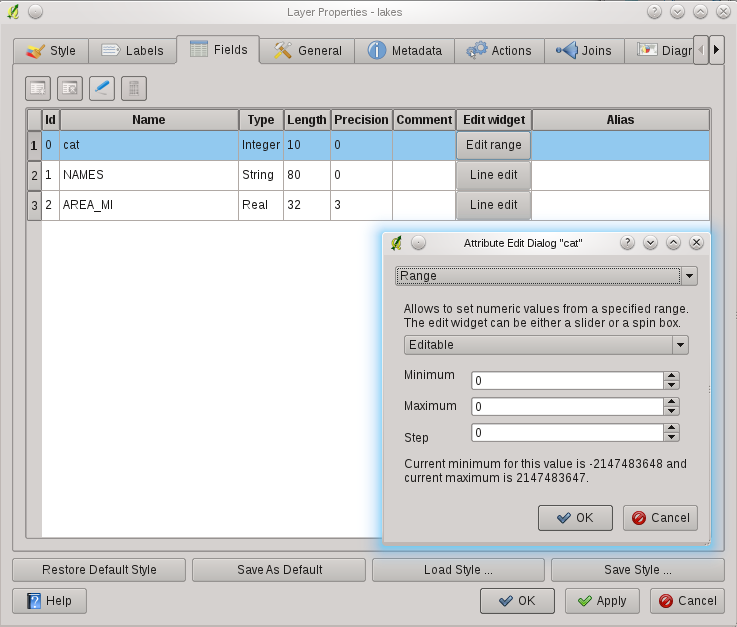 Layer Properties - lakes
Style Labels Fields General Metadata Actions Joins Diagr
Id Name Type Length Precision Comment Edit widget Alias
1 0 cat Integer 10 0 Edit range
2 1 NAMES String 80 0 Line edit
3 2 AREA_MI Real 32 3 Line edit
Attribute Edit Dialog "cat"
Range
Allows to set numeric values from a specified range.
The edit widget can be either a slider or a spin box.
Editable
Minimum 0
Maximum 0
Step 0
Current minimum for this value is -2147483648 and
current maximum is 2147483647.
OK Cancel
Restore Default Style Save As Default Load Style ... Save Style ...
Help OK Apply Cancel